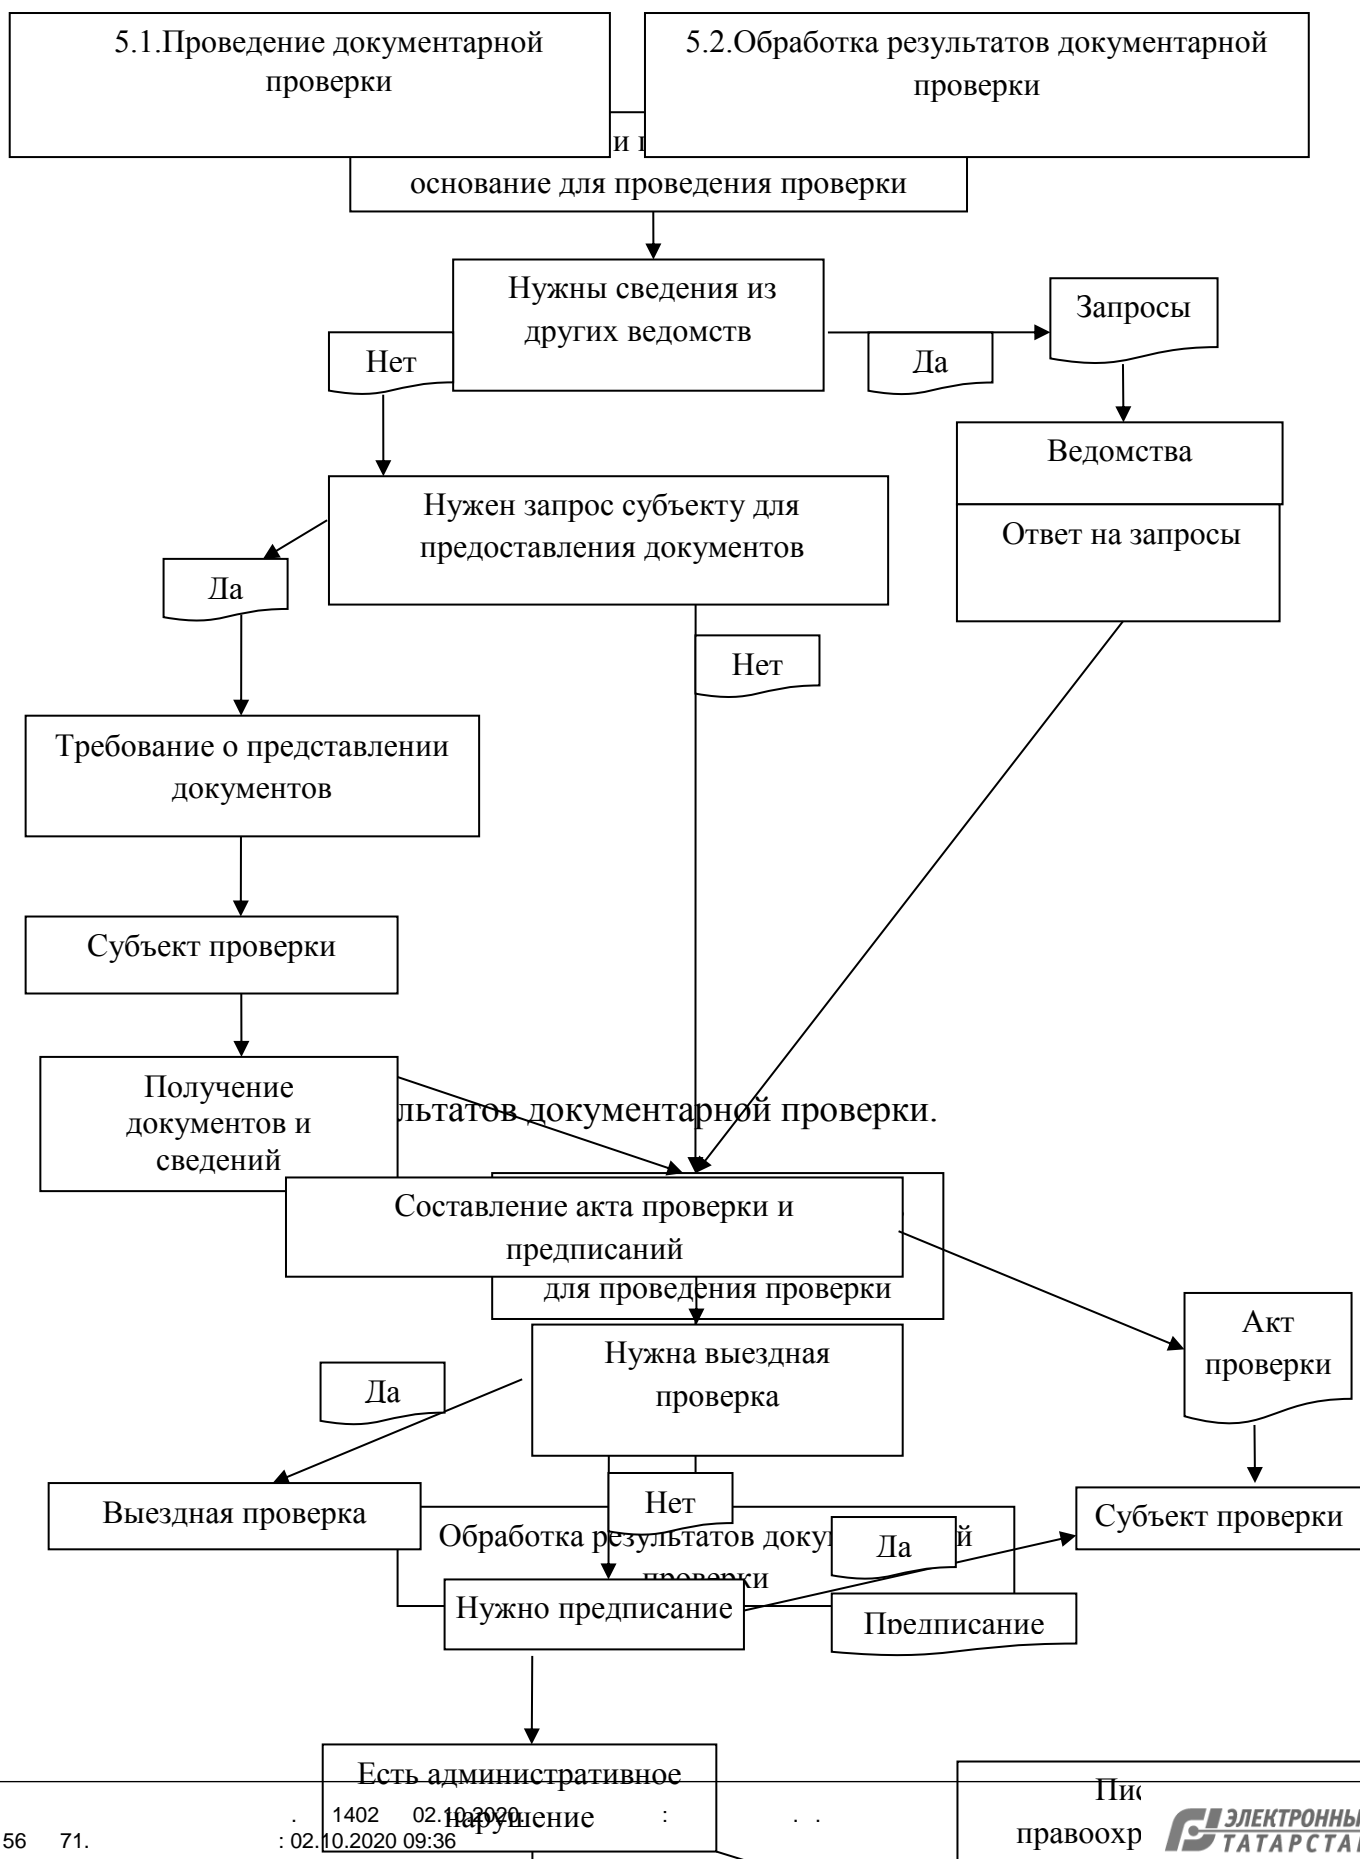 5.1.Проведение документарной
проверки
5.2.Обработка результатов документарной
проверки
и
основание для проведения проверки
Нужны сведения из
других ведомств
Запросы
Нет
Да
Ведомства
Ответ на запросы
Нужен запрос субъекту для
предоставления документов
Да
Нет
Требование о представлении
документов
Субъект проверки
Получение
документов и
сведений
льтатов документарной проверки.
Составление акта проверки и
предписаний
для проведения проверки
Акт
проверки
Нужна выездная
проверка
Да
Выездная проверка
Нет
Субъект проверки
Обработка результатов доку й
проверки
Да
Нужно предписание
Предписание
Есть административное
нарушение
Пис
правоохр
. 1402 02.10.2020 : . .
56 71. : 02.10.2020 09:36
ЭЛЕКТРОННЫ
ТАТАРСТА